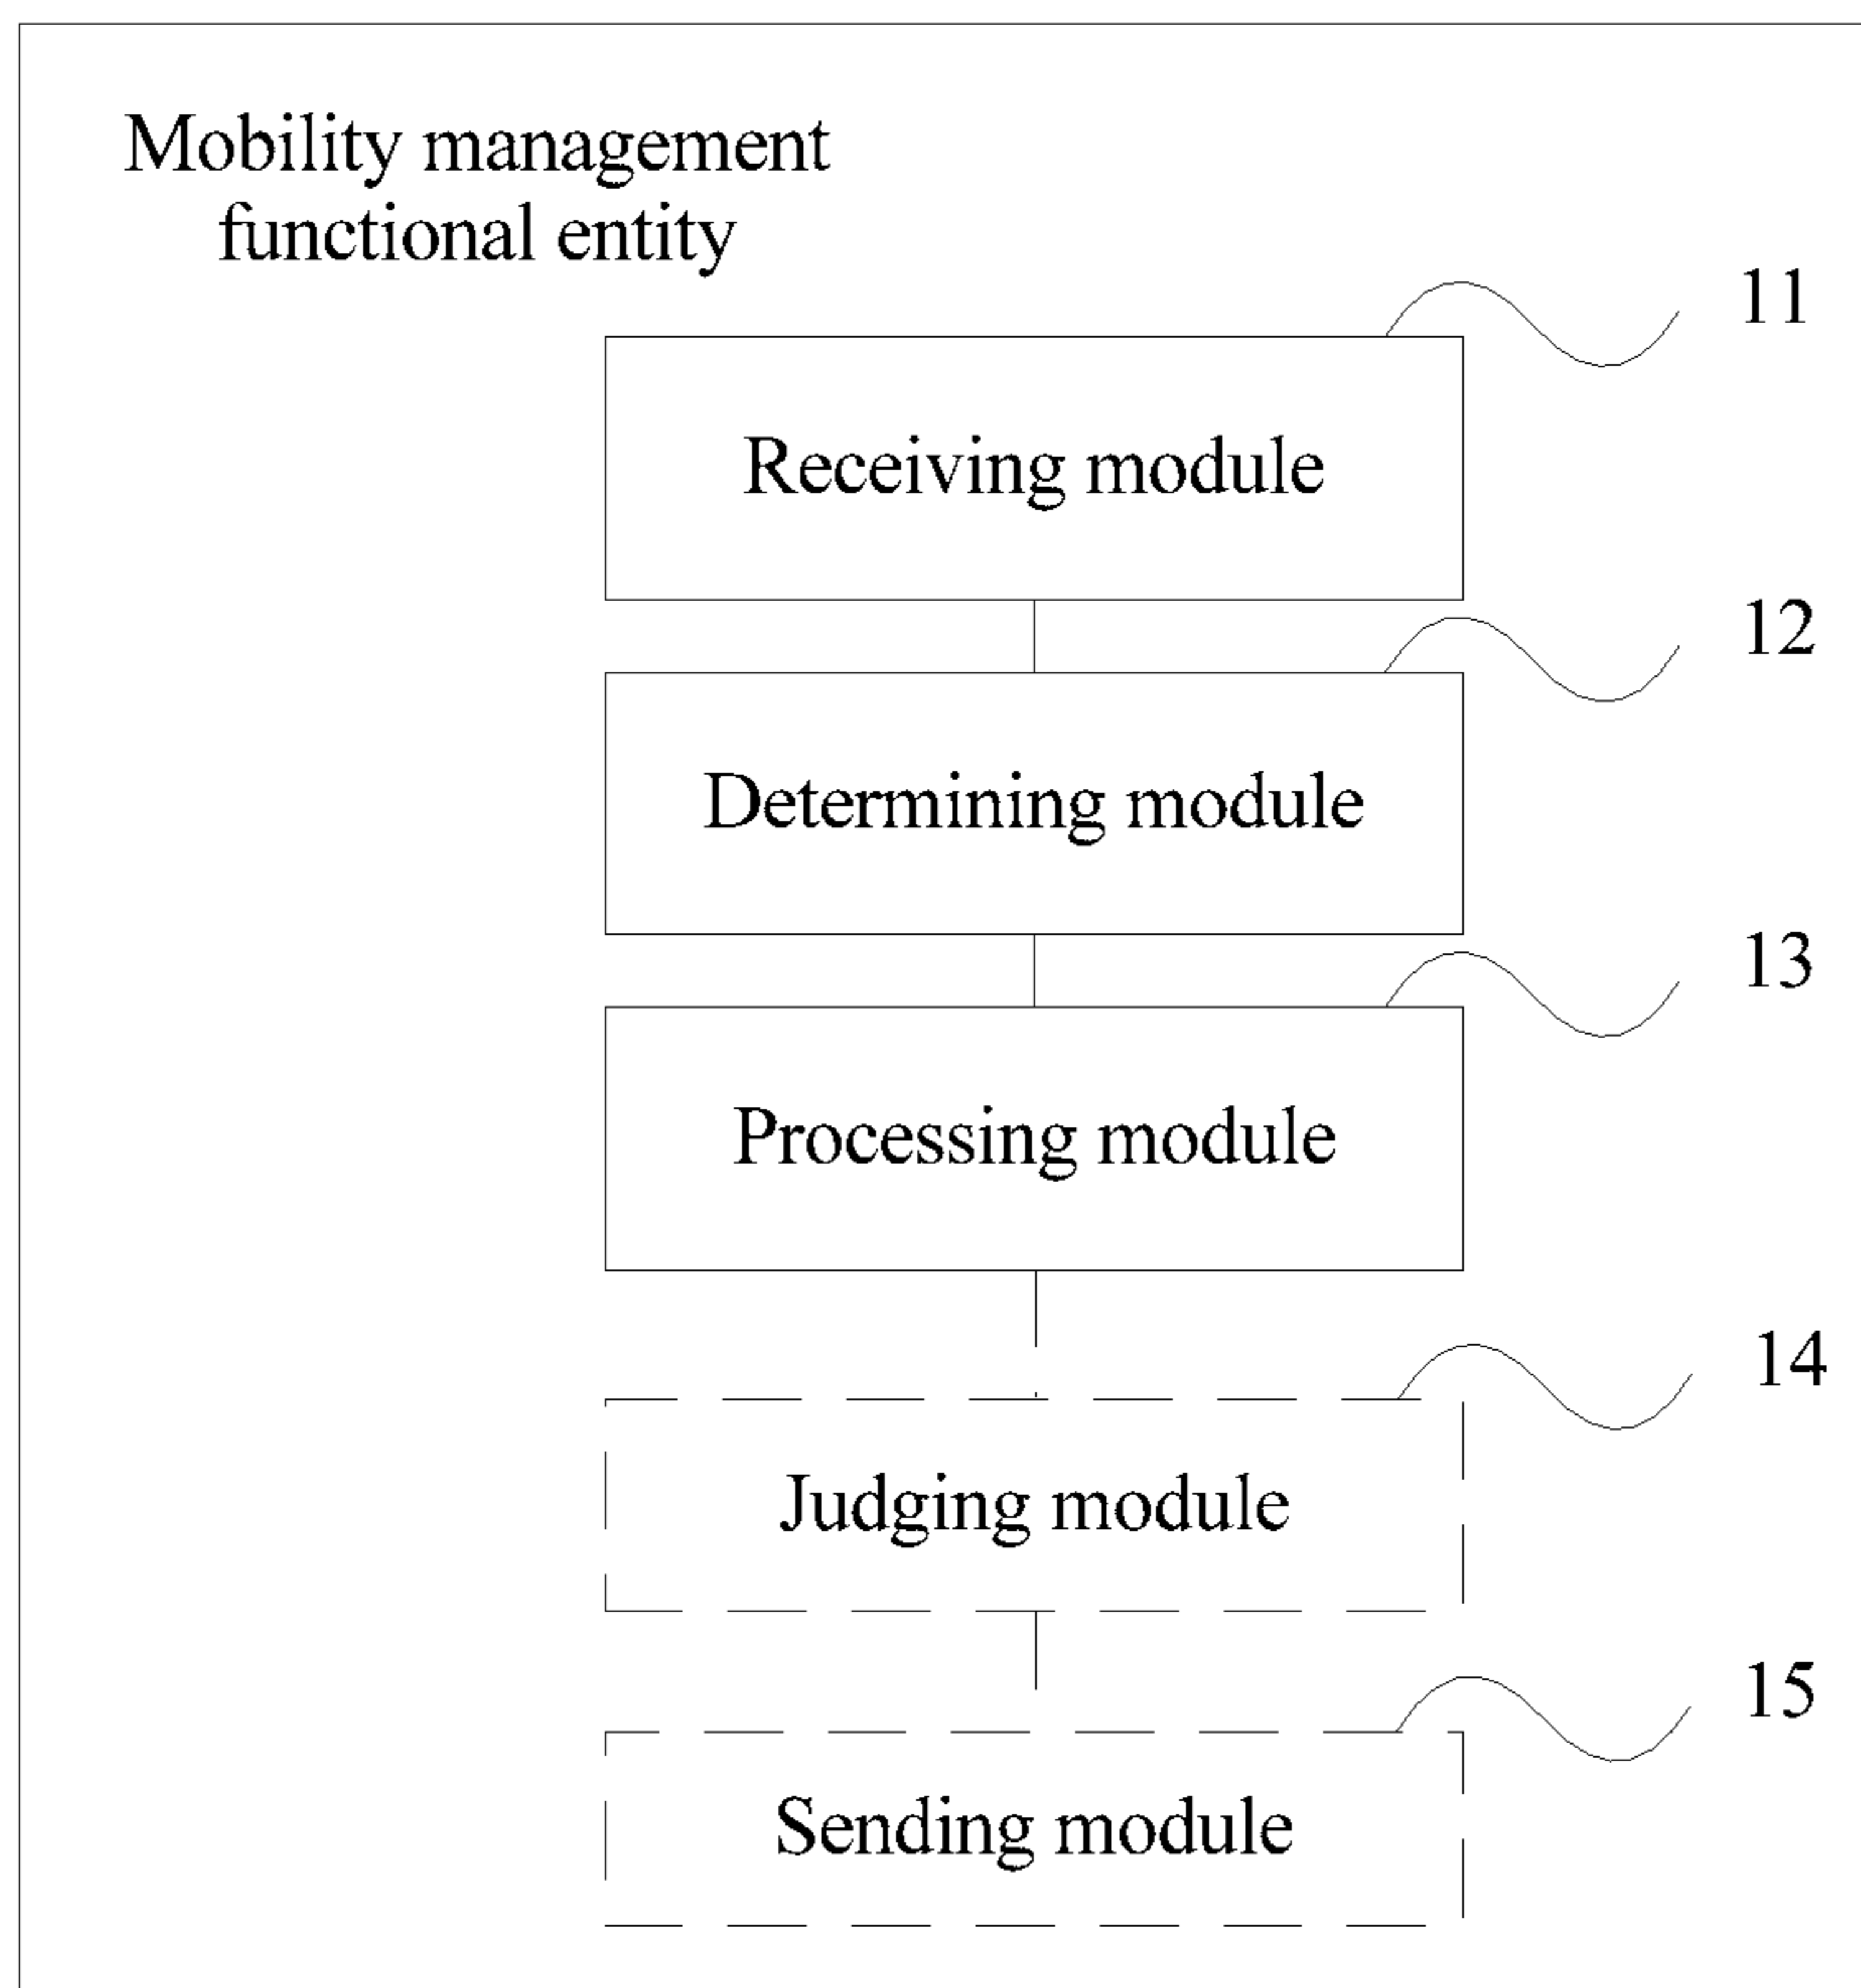 Mobility management
functional entity
11
Receiving module
12
Determining module
13
Processing module
14
Judging module
15
Sending module